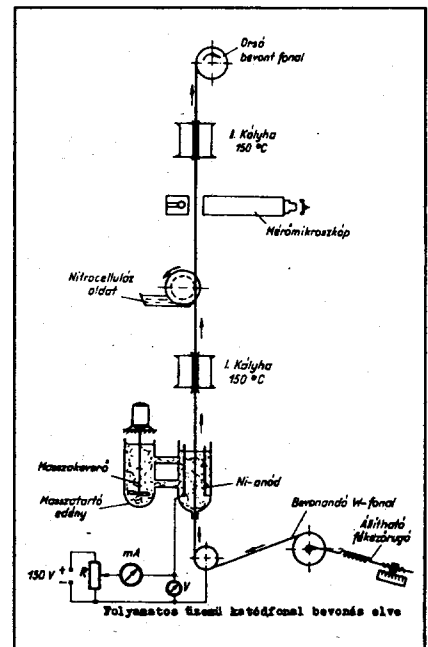 Orsó
bevont fonal
II. Kályha
150 °C
Mérőmikroszkóp
Nitrocellulóz
oldat
I. Kályha
150 °C
Masszakeverő
Masszatartó
edény
Ni-anód
Bevonandó W-fonal
Állítható
fékezőrugó
mA
150 V
+
-
R
V
Folyamatos üzemű katódfonal bevonás elve